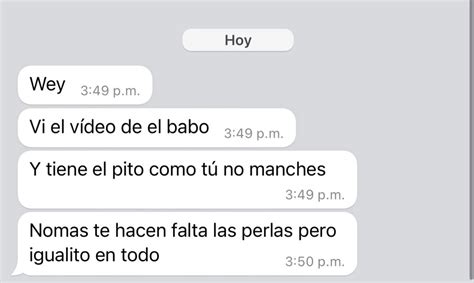 Hoy
Wey 3:49 p.m.
Vi el vídeo de el babo 3:49 p.m.
Y tiene el pito como tú no manches
3:49 p.m.
Nomas te hacen falta las perlas pero
igualito en todo 3:50 p.m.